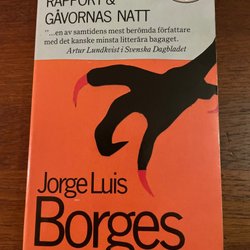 RAPPORT &
GÅVORNAS NATT
"...en av samtidens mest berömda författare
med det kanske minsta litterära bagaget.
Artur Lundkvist i Svenska Dagbladet
Jorge Luis
Borges